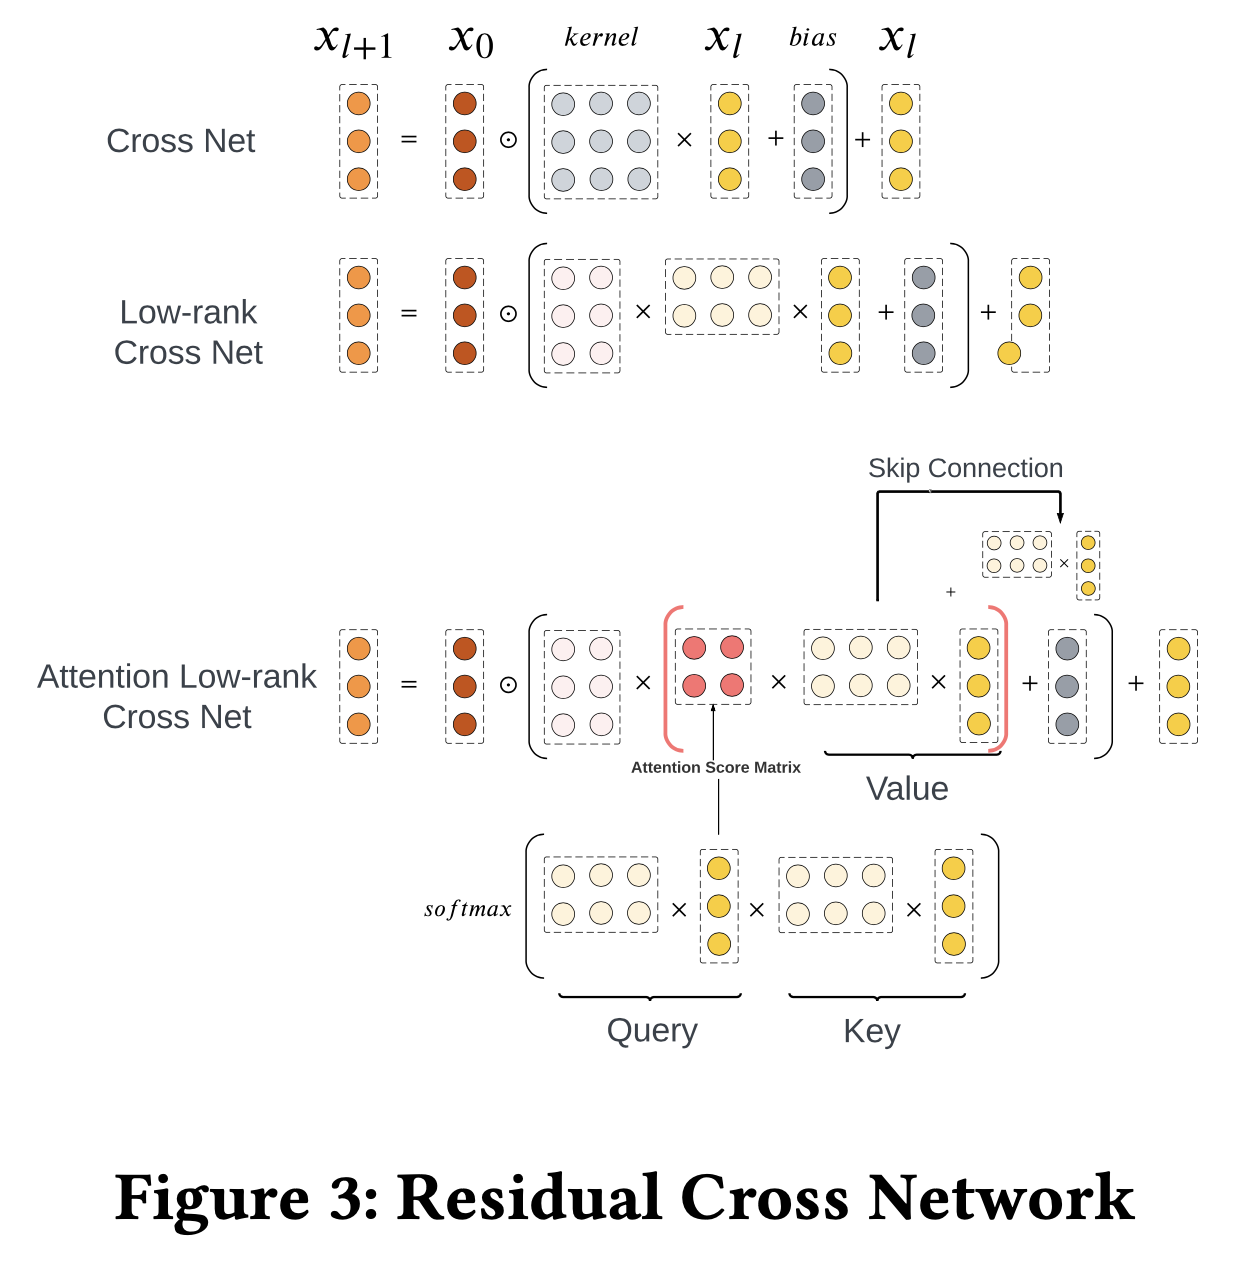 x_{l+1} x_0 kernel x_l bias x_l
Cross Net = ⊙ × + +
Low-rank
Cross Net = ⊙ × × + +
Skip Connection
×
+
Attention Low-rank
Cross Net = ⊙ × × × + +
Attention Score Matrix
Value
softmax × × ×
Query Key
Figure 3: Residual Cross Network